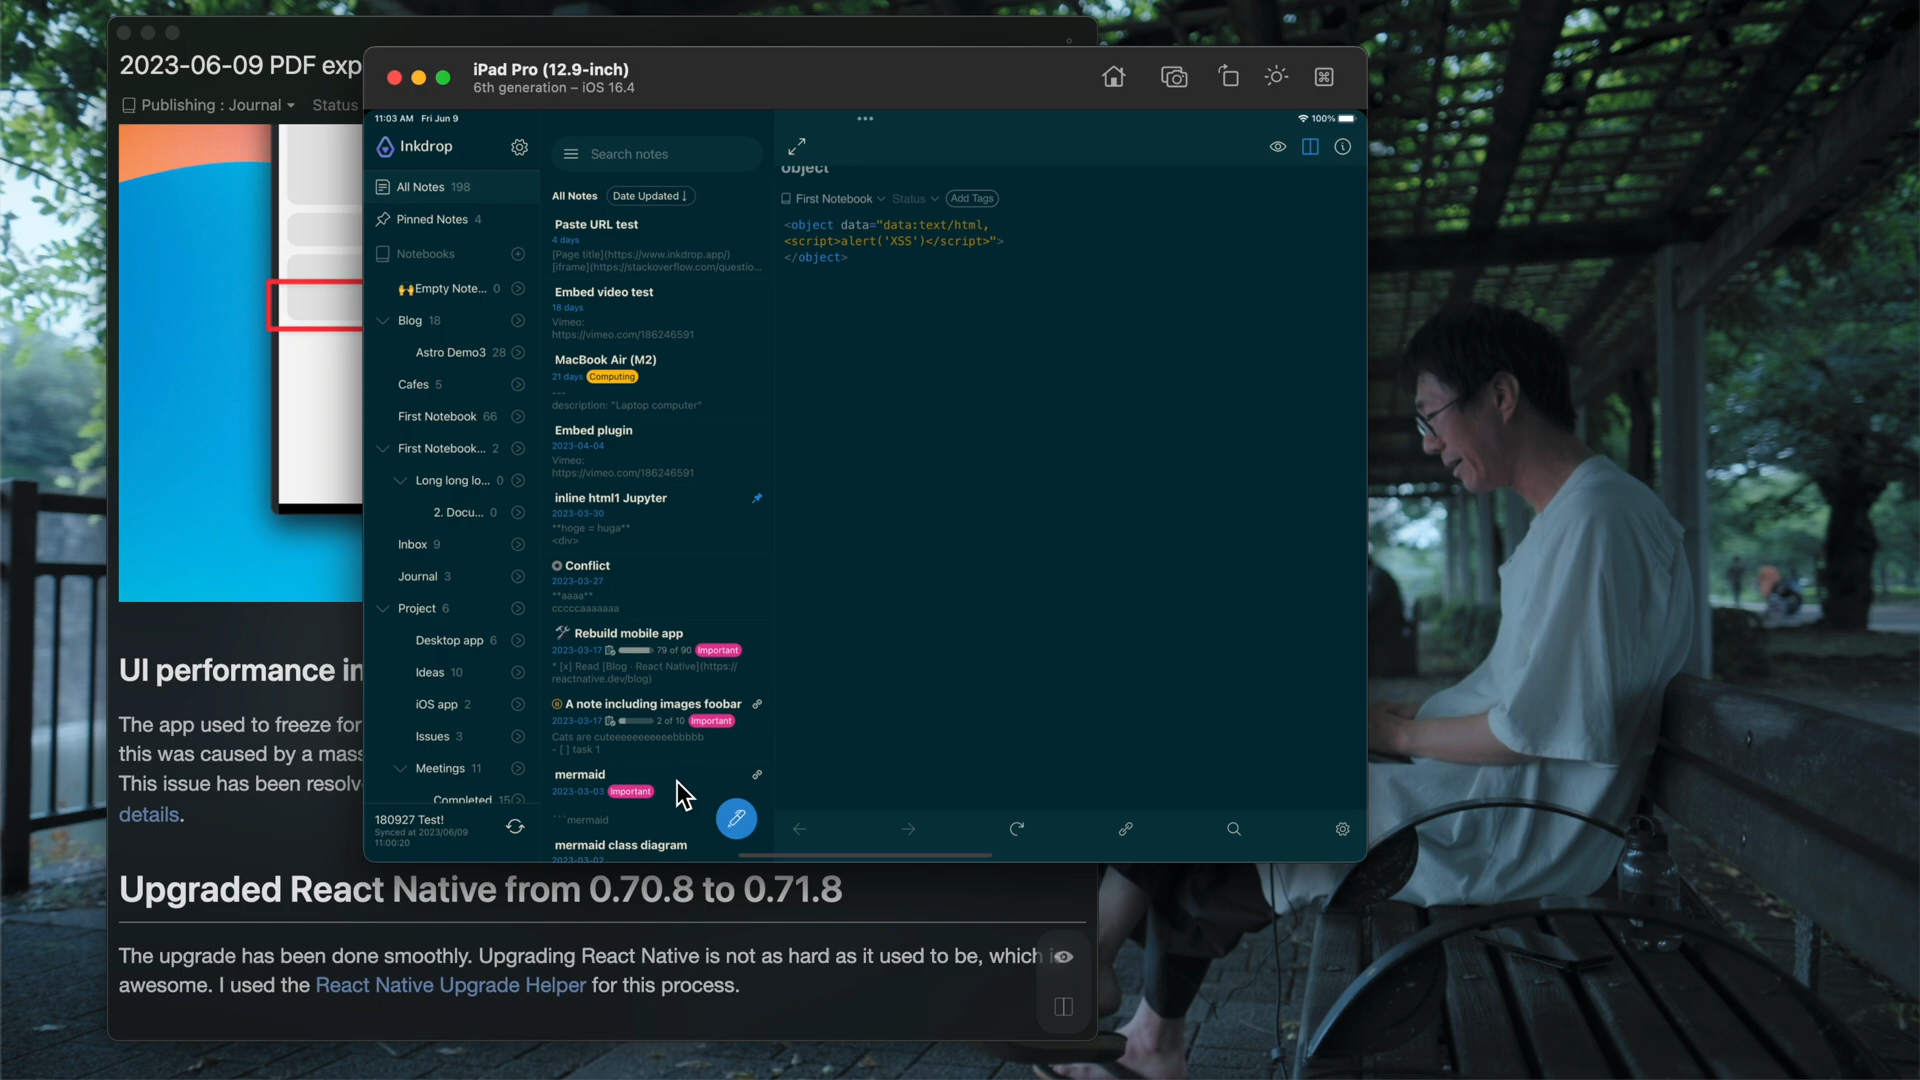 2023-06-09 PDF exp
Publishing : Journal
Status
UI performance in
The app used to freeze for
this was caused by a mass
This issue has been resolv
details.
Upgraded React Native from 0.70.8 to 0.71.8
The upgrade has been done smoothly. Upgrading React Native is not as hard as it used to be, which
awesome. I used the React Native Upgrade Helper for this process.
iPad Pro (12.9-inch)
6th generation – iOS 16.4
11:03 AM Fri Jun 9
100%
Inkdrop
All Notes 198
Pinned Notes 4
Notebooks
🙌Empty Note... 0
Blog 18
Astro Demo3 28
Cafes 5
First Notebook 66
First Notebook... 2
Long long lo... 0
2. Docu... 0
Inbox 9
Journal 3
Project 6
Desktop app 6
Ideas 10
iOS app 2
Issues 3
Meetings 11
Completed 15
180927 Test!
Synced at 2023/06/09
11:00:20
Search notes
All Notes Date Updated ↓
Paste URL test
4 days
[Page title](https://www.inkdrop.app/)
[iframe](https://stackoverflow.com/questio...
Embed video test
18 days
Vimeo:
https://vimeo.com/186246591
MacBook Air (M2)
21 days Computing
---
description: "Laptop computer"
Embed plugin
2023-04-04
Vimeo:
https://vimeo.com/186246591
inline html1 Jupyter
2023-03-30
**hoge = huga**
<div>
Conflict
2023-03-27
**aaaa**
cccccaaaaaaa
🛠 Rebuild mobile app
2023-03-17 79 of 90 Important
* [x] Read [Blog · React Native](https://
reactnative.dev/blog)
A note including images foobar
2023-03-17 2 of 10 Important
Cats are cuteeeeeeeeeeebbbbb
- [ ] task 1
mermaid
2023-03-03 Important
```mermaid
mermaid class diagram
2023-03-02
object
First Notebook Status Add Tags
<object data="data:text/html,
<script>alert('XSS')</script>">
</object>